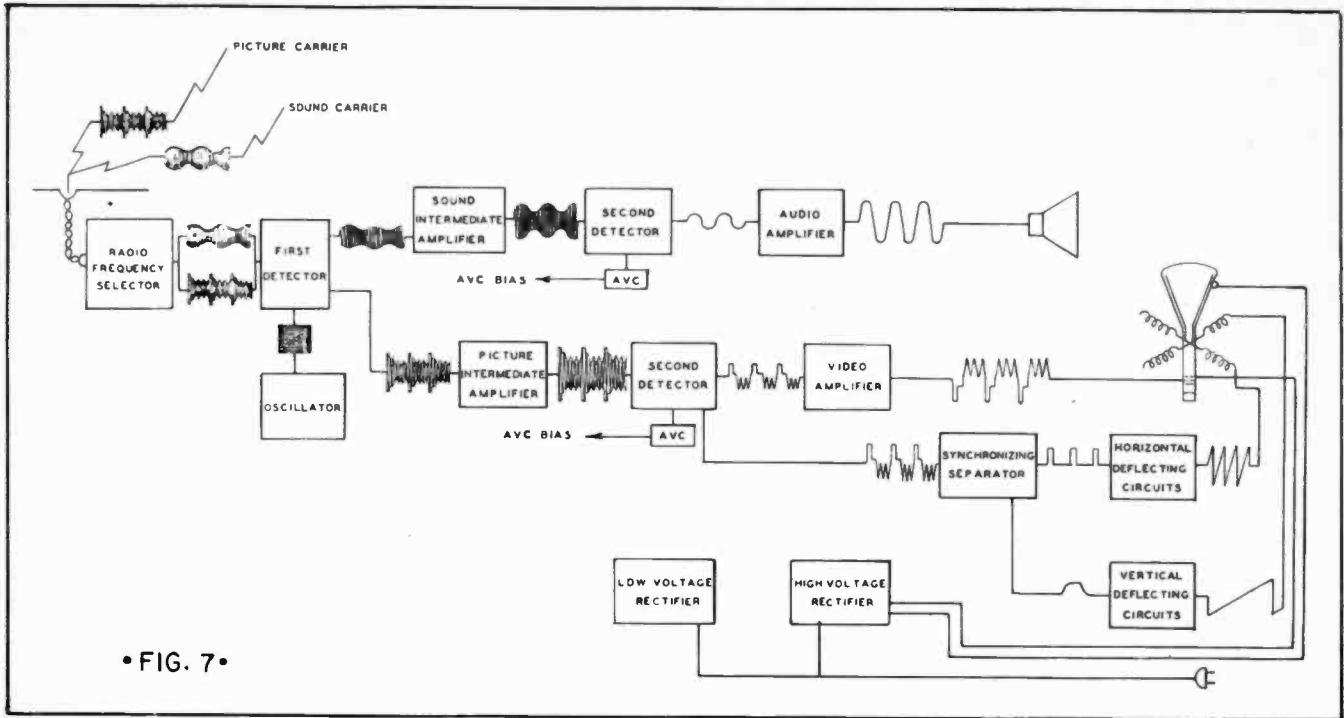 PICTURE CARRIER
SOUND CARRIER
RADIO
FREQUENCY
SELECTOR
FIRST
DETECTOR
OSCILLATOR
SOUND
INTERMEDIATE
AMPLIFIER
SECOND
DETECTOR
AUDIO
AMPLIFIER
AVC BIAS
AVC
PICTURE
INTERMEDIATE
AMPLIFIER
SECOND
DETECTOR
VIDEO
AMPLIFIER
AVC BIAS
AVC
SYNCHRONIZING
SEPARATOR
HORIZONTAL
DEFLECTING
CIRCUITS
LOW VOLTAGE
RECTIFIER
HIGH VOLTAGE
RECTIFIER
VERTICAL
DEFLECTING
CIRCUITS
• FIG. 7 •